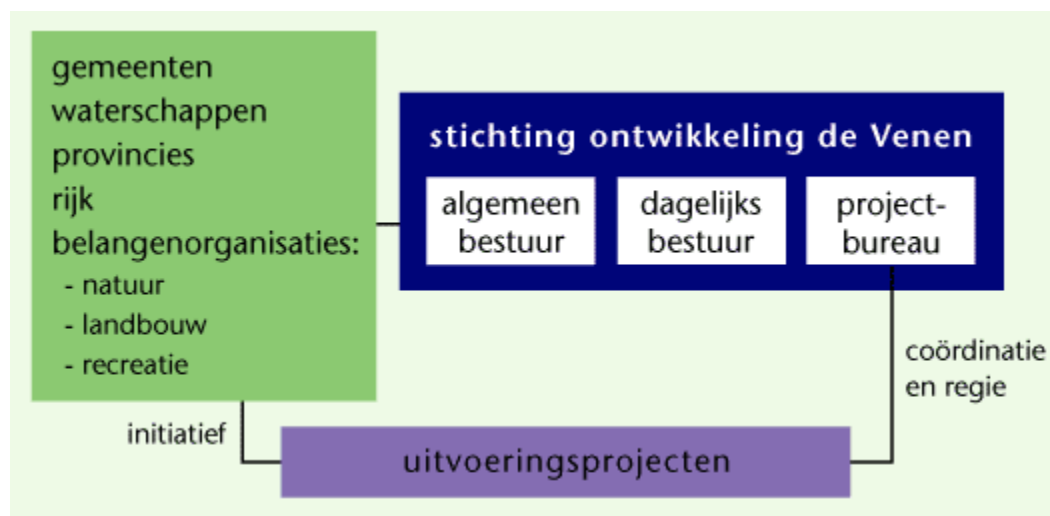 gemeenten
waterschappen
provincies
rijk
belangenorganisaties:
- natuur
- landbouw
- recreatie
stichting ontwikkeling de Venen
algemeen
bestuur
dagelijks
bestuur
project-
bureau
coördinatie
en regie
initiatief
uitvoeringsprojecten